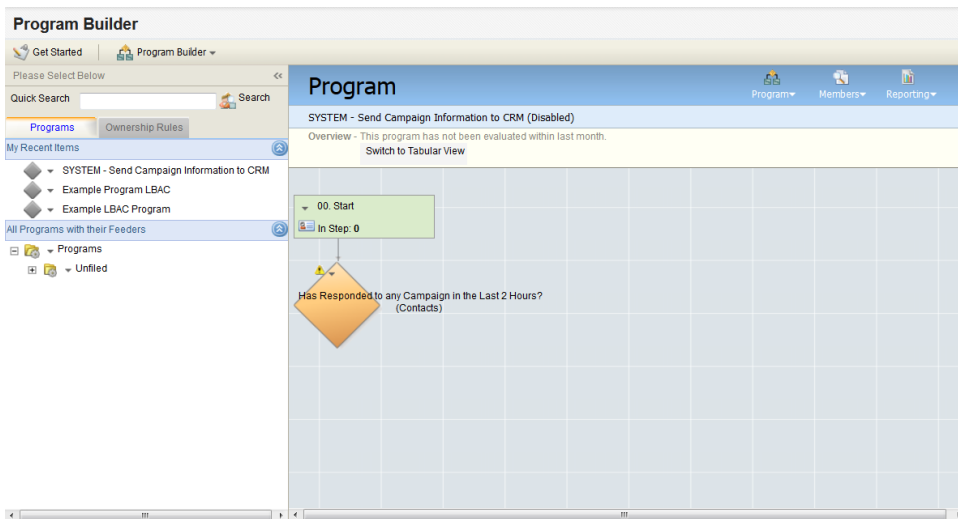 Program Builder
Get Started
Program Builder
Please Select Below
Quick Search
Search
Programs
Ownership Rules
My Recent Items
SYSTEM - Send Campaign Information to CRM
Example Program LBAC
Example LBAC Program
All Programs with their Feeders
Programs
Unfiled
Program
Program
Members
Reporting
SYSTEM - Send Campaign Information to CRM (Disabled)
Overview - This program has not been evaluated within last month.
Switch to Tabular View
00. Start
In Step: 0
Has Responded to any Campaign in the Last 2 Hours?
(Contacts)